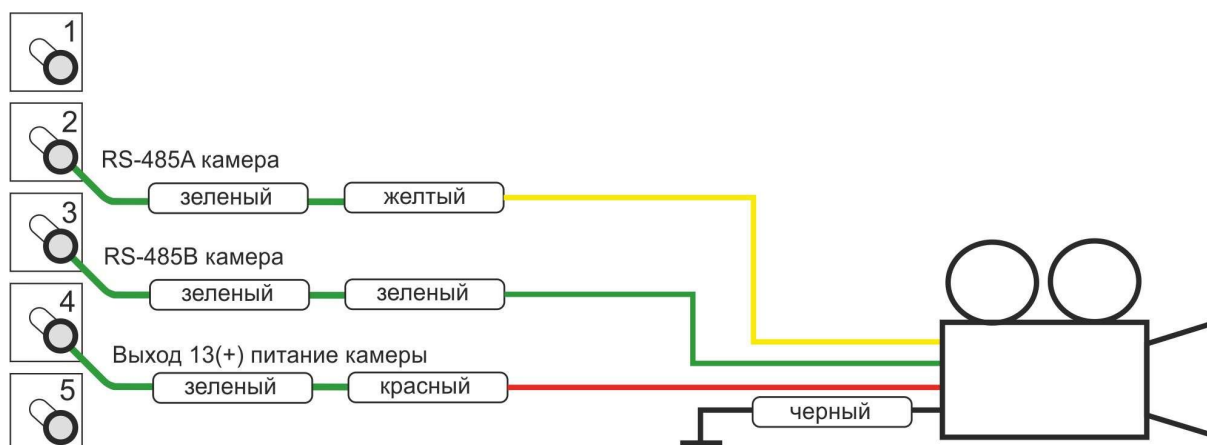 1
2
RS-485A камера
зеленый желтый
3
RS-485B камера
зеленый зеленый
4
Выход 13(+) питание камеры
зеленый красный
5
черный